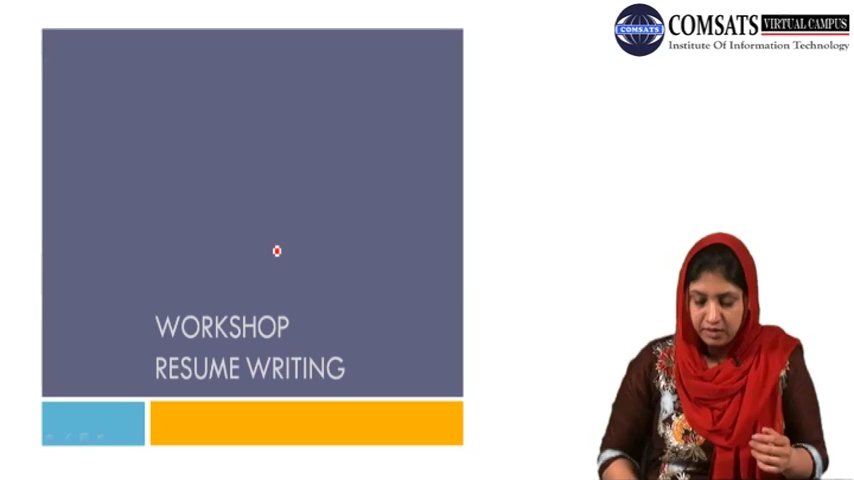 COMSATS VIRTUAL CAMPUS
Institute Of Information Technology
COMSATS
WORKSHOP
RESUME WRITING